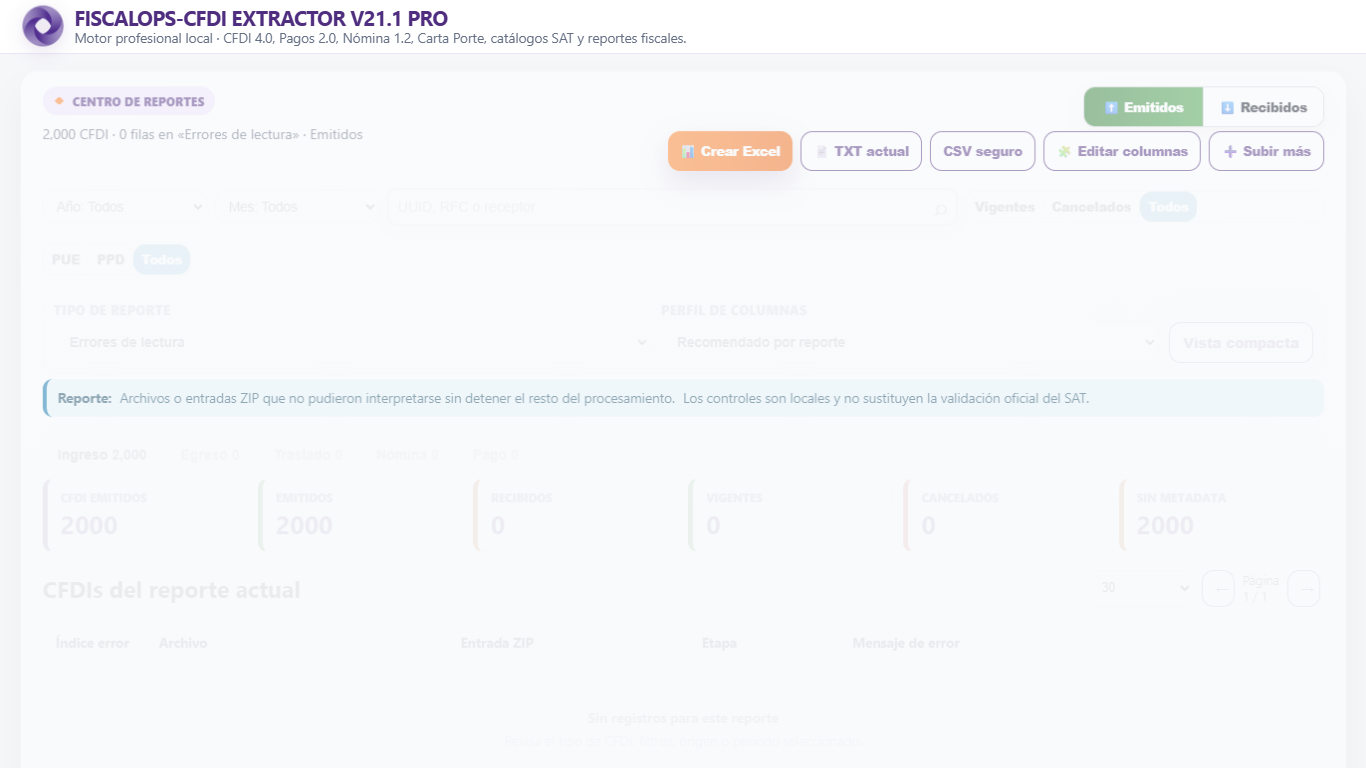 FISCALOPS-CFDI EXTRACTOR V21.1 PRO
Motor profesional local · CFDI 4.0, Pagos 2.0, Nómina 1.2, Carta Porte, catálogos SAT y reportes fiscales.
CENTRO DE REPORTES
Emitidos Recibidos
2,000 CFDI · 0 filas en «Errores de lectura» · Emitidos
Crear Excel TXT actual CSV seguro Editar columnas Subir más
Año: Todos Mes: Todos UUID, RFC o receptor Vigentes Cancelados Todos
PUE PPD Todos
TIPO DE REPORTE PERFIL DE COLUMNAS
Errores de lectura Recomendado por reporte Vista compacta
Reporte: Archivos o entradas ZIP que no pudieron interpretarse sin detener el resto del procesamiento. Los controles son locales y no sustituyen la validación oficial del SAT.
Ingreso 2,000 Egreso 0 Traslado 0 Nómina 0 Pago 0
CFDI EMITIDOS EMITIDOS RECIBIDOS VIGENTES CANCELADOS SIN METADATA
2000 2000 0 0 0 2000
CFDIs del reporte actual
30 Página 1 / 1
Índice error Archivo Entrada ZIP Etapa Mensaje de error
Sin registros para este reporte